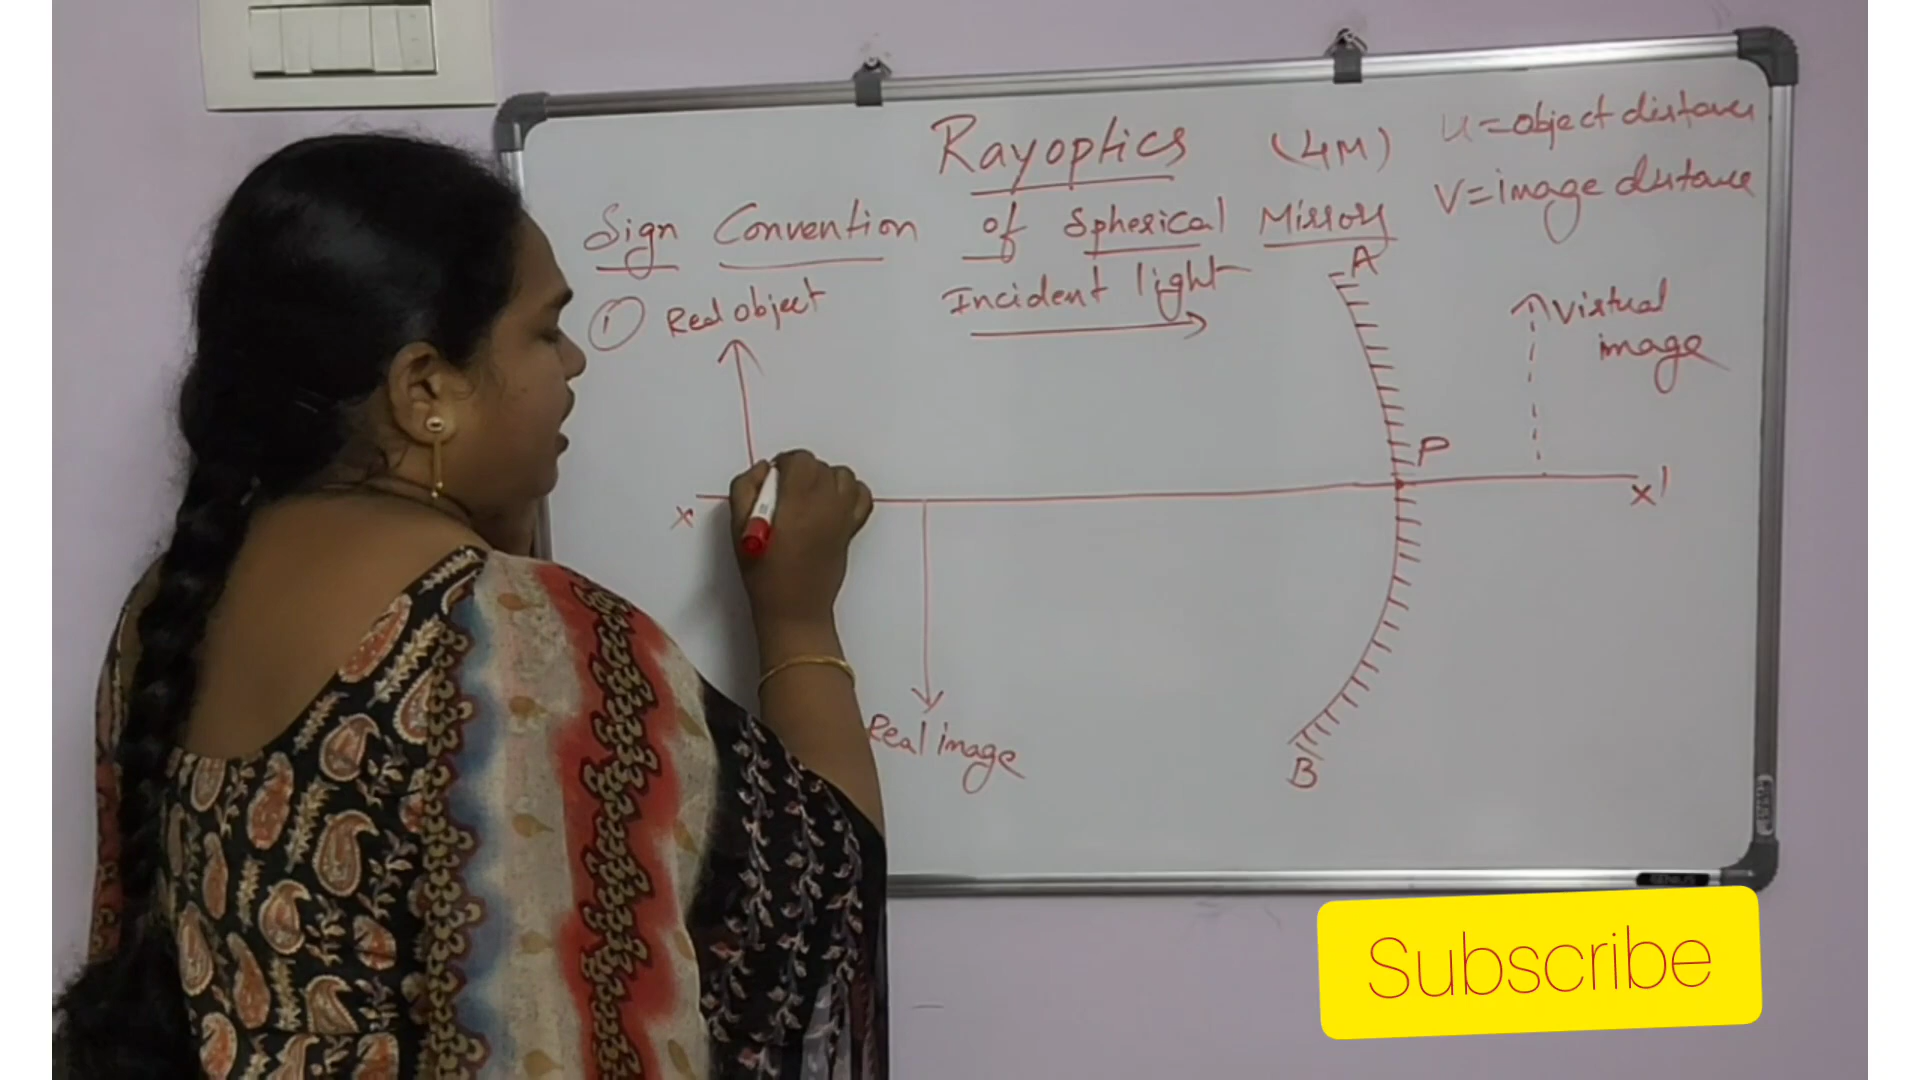 Rayoptics (4M)
u=object distance
v=image distance
Sign Convention of Spherical Mirrors
① Real object
Incident light
A
Virtual
image
P
x
x'
Real image
B
Subscribe